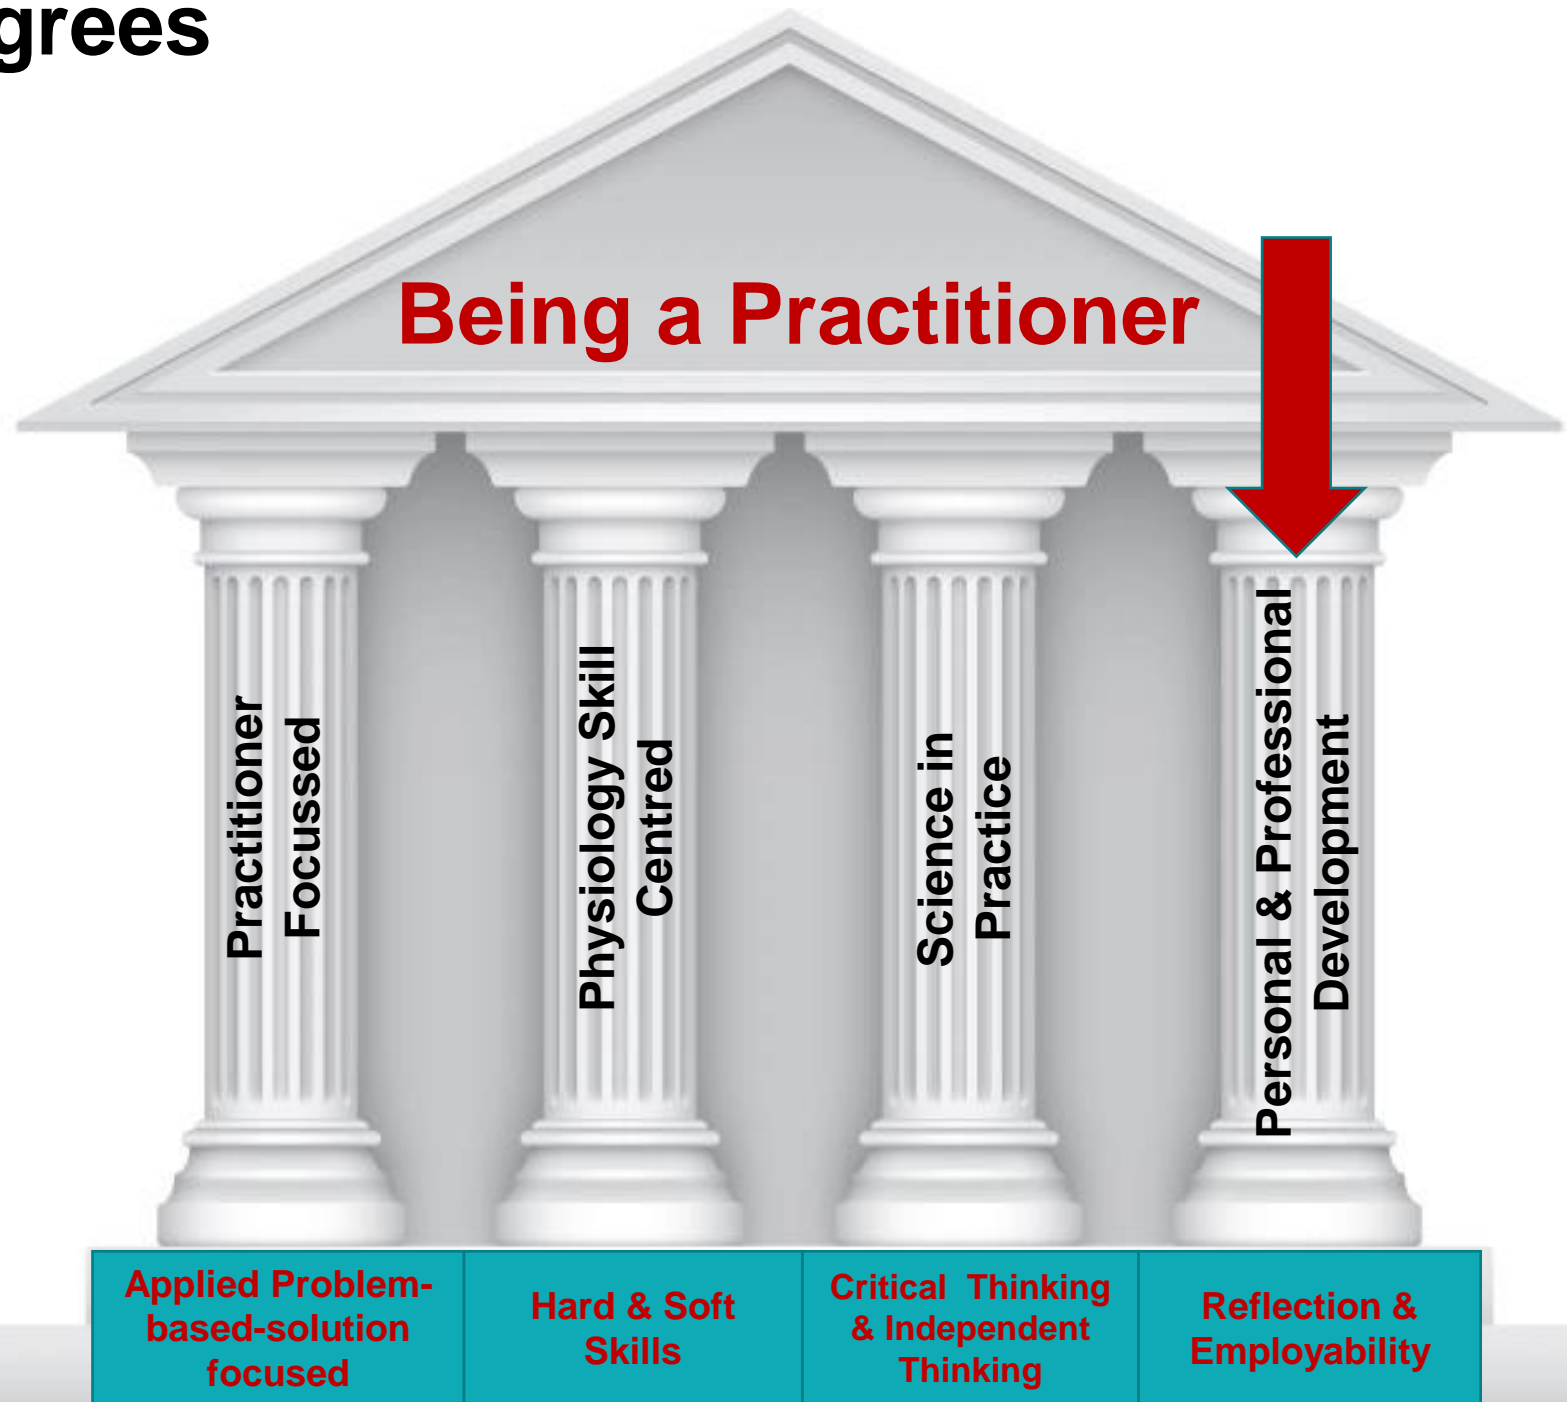 grees
Being a Practitioner
Practitioner
Focussed
Physiology Skill
Centred
Science in
Practice
Personal & Professional
Development
Applied Problem-
based-solution
focused
Hard & Soft
Skills
Critical  Thinking
& Independent
Thinking
Reflection &
Employability